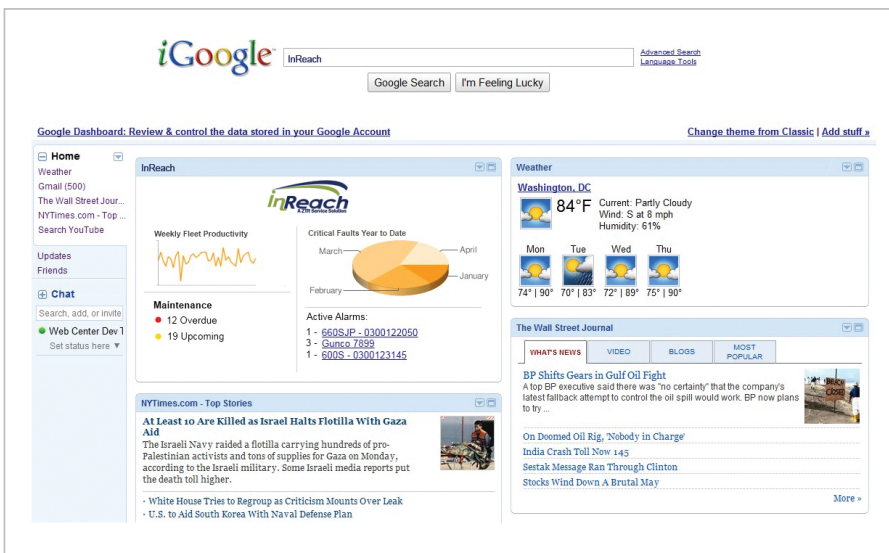 iGoogle™
InReach
Advanced Search
Language Tools
Google Search
I'm Feeling Lucky
Google Dashboard: Review & control the data stored in your Google Account
Change theme from Classic | Add stuff »
Home
Weather
Gmail (500)
The Wall Street Jour...
NYTimes.com - Top ...
Search YouTube
Updates
Friends
Chat
Search, add, or invite
Web Center Dev
Set status here ▼
InReach
inReach
A ZTR Service Solution
Weekly Fleet Productivity
Maintenance
12 Overdue
19 Upcoming
Critical Faults Year to Date
March
April
January
February
Active Alarms:
1 - 660SJP - 0300122050
3 - Gunco 7899
1 - 600S - 0300123145
NYTimes.com - Top Stories
At Least 10 Are Killed as Israel Halts Flotilla With Gaza
Aid
The Israeli Navy raided a flotilla carrying hundreds of pro-
Palestinian activists and tons of supplies for Gaza on Monday,
according to the Israeli military. Some Israeli media reports put
the death toll higher.
· White House Tries to Regroup as Criticism Mounts Over Leak
· U.S. to Aid South Korea With Naval Defense Plan
Weather
Washington, DC
84°F
Current: Partly Cloudy
Wind: S at 8 mph
Humidity: 61%
Mon Tue Wed Thu
74° | 90° 70° | 83° 72° | 89° 75° | 90°
The Wall Street Journal
WHAT'S NEWS
VIDEO
BLOGS
MOST
POPULAR
BP Shifts Gears in Gulf Oil Fight
A top BP executive said there was "no certainty" that the company's
latest fallback attempt to control the oil spill would work. BP now plans
to try ...
BEACH
CLOSED
On Doomed Oil Rig, 'Nobody in Charge'
India Crash Toll Now 145
Sestak Message Ran Through Clinton
Stocks Wind Down A Brutal May
More »